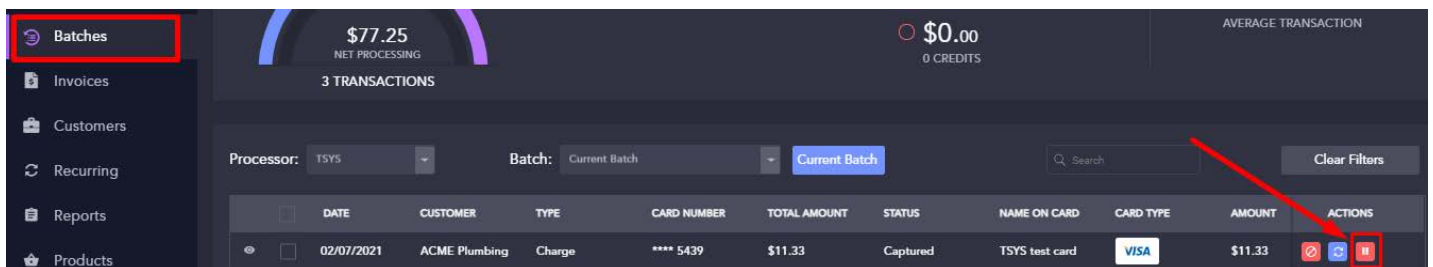 Batches
Invoices
Customers
Recurring
Reports
Products
$77.25
NET PROCESSING
3 TRANSACTIONS
$0.00
0 CREDITS
AVERAGE TRANSACTION
Processor: TSYS Batch: Current Batch Current Batch Search Clear Filters
DATE CUSTOMER TYPE CARD NUMBER TOTAL AMOUNT STATUS NAME ON CARD CARD TYPE AMOUNT ACTIONS
02/07/2021 ACME Plumbing Charge **** 5439 $11.33 Captured TSYS test card VISA $11.33